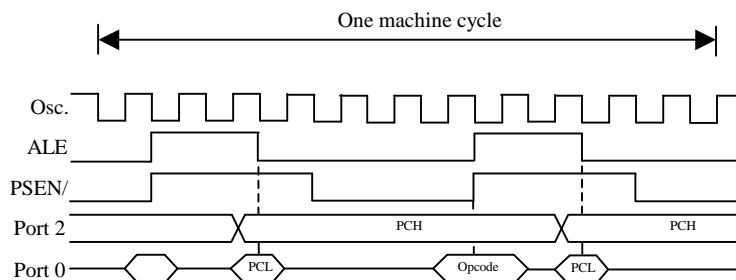 One machine cycle
Osc.
ALE
PSEN/
Port 2
PCH
PCH
Port 0
PCL
Opcode
PCL